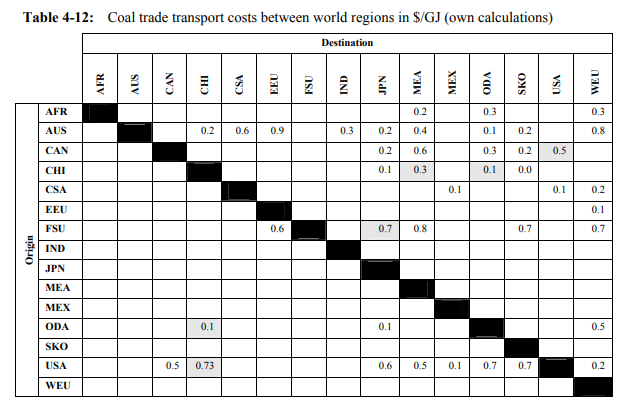 Table 4-12: Coal trade transport costs between world regions in $/GJ (own calculations)
Destination
AFR AUS CAN CHI CSA EEU FSU IND JPN MEA MEX ODA SKO USA WEU
Origin
AFR 0.2 0.3 0.3
AUS 0.2 0.6 0.9 0.3 0.2 0.4 0.1 0.2 0.8
CAN 0.2 0.6 0.3 0.2 0.5
CHI 0.1 0.3 0.1 0.0
CSA 0.1 0.1 0.2
EEU 0.1
FSU 0.6 0.7 0.8 0.7 0.7
IND
JPN
MEA
MEX
ODA 0.1 0.1 0.5
SKO
USA 0.5 0.73 0.6 0.5 0.1 0.7 0.7 0.2
WEU